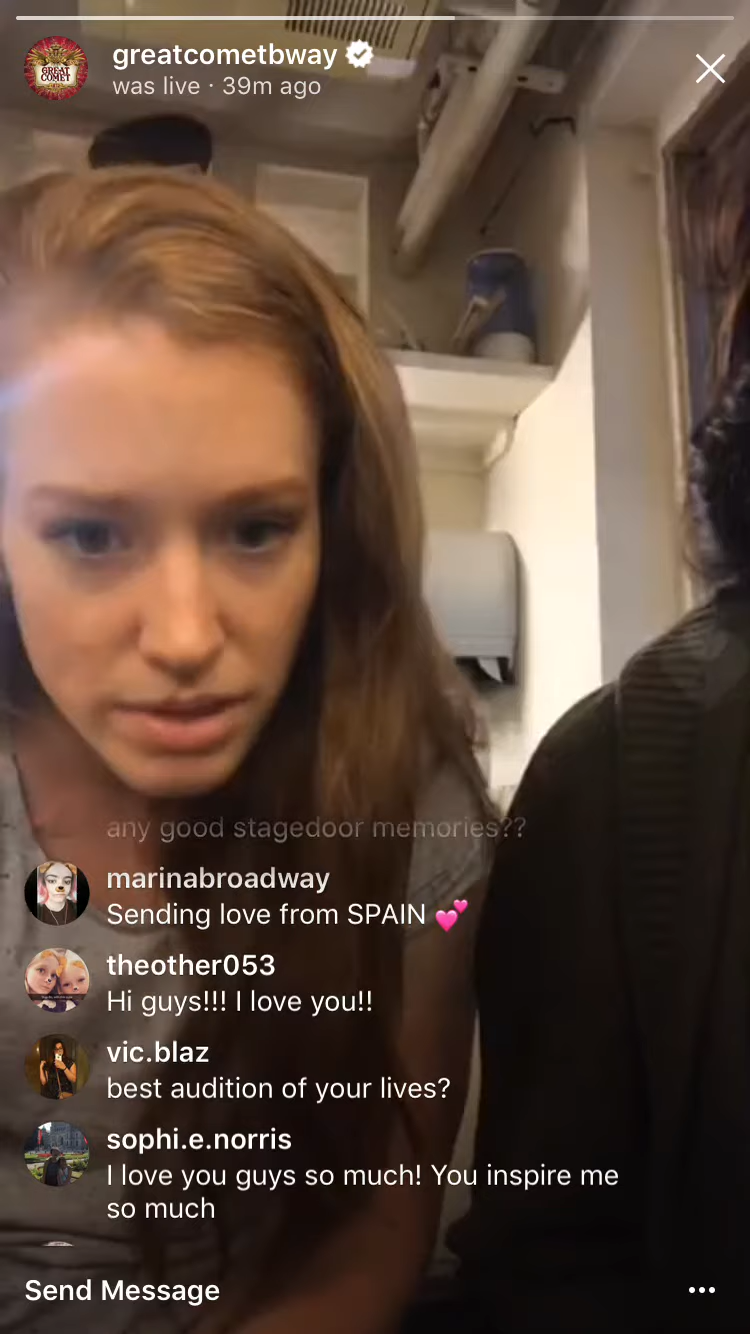 greatcometbway
was live · 39m ago
GREAT
COMET
any good stagedoor memories??
marinabroadway
Sending love from SPAIN 💕
theother053
Hi guys!!! I love you!!
vic.blaz
best audition of your lives?
sophi.e.norris
I love you guys so much! You inspire me
so much
Send Message